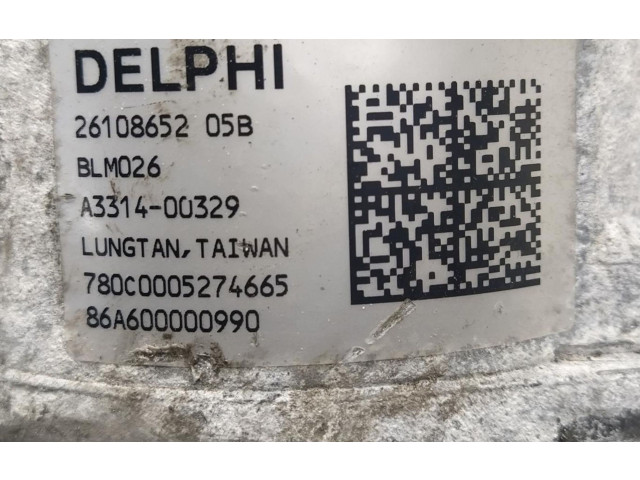 DELPHI
26108652 05B
BLM026
A3314-00329
LUNGTAN, TAIWAN
780C0005274665
86A600000990